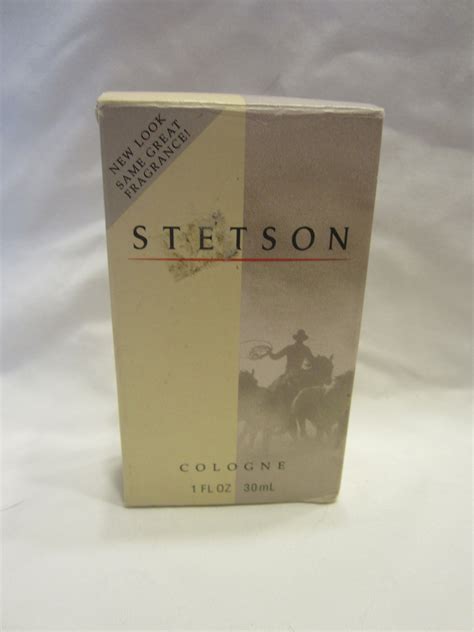 NEW LOOK
SAME GREAT
FRAGRANCE!
STETSON
COLOGNE
1 FL OZ 30mL